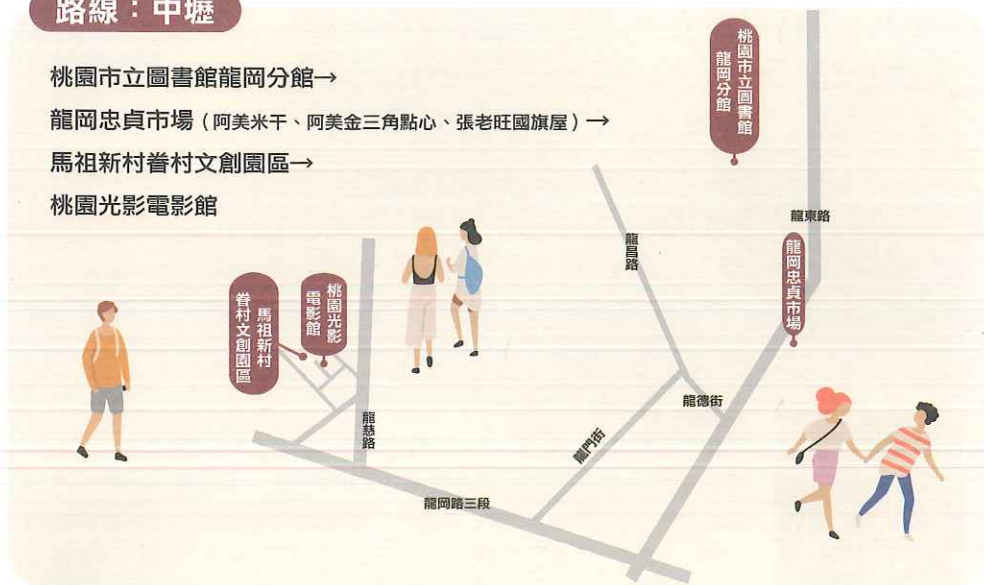 路線：中壢
桃園市立圖書館龍岡分館→
龍岡忠貞市場（阿美米干、阿美金三角點心、張老旺國旗屋）→
馬祖新村眷村文創園區→
桃園光影電影館
桃園市立圖書館
龍岡分館
龍東路
龍昌路
龍岡忠貞市場
桃園光影
電影館
馬祖新村
眷村文創園區
龍慈路
龍德街
龍門街
龍岡路三段